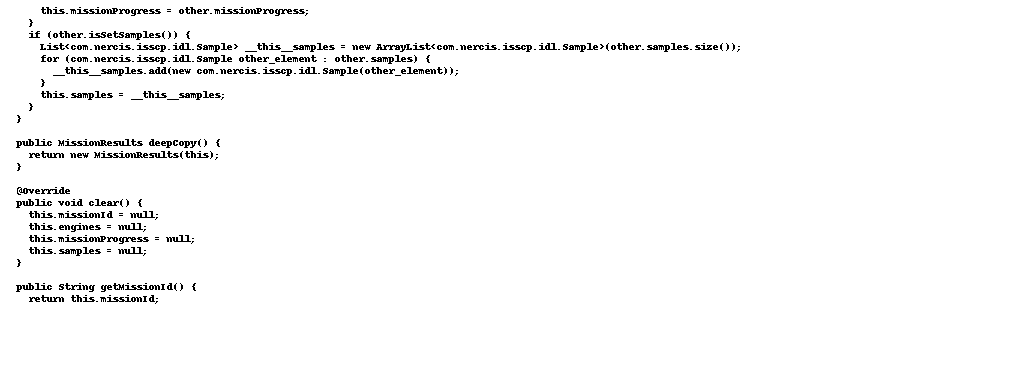 this.missionProgress = other.missionProgress;
}
if (other.isSetSamples()) {
List<com.nercis.isscp.idl.Sample> __this__samples = new ArrayList<com.nercis.isscp.idl.Sample>(other.samples.size());
for (com.nercis.isscp.idl.Sample other_element : other.samples) {
__this__samples.add(new com.nercis.isscp.idl.Sample(other_element));
}
this.samples = __this__samples;
}
}
public MissionResults deepCopy() {
return new MissionResults(this);
}
@Override
public void clear() {
this.missionId = null;
this.engines = null;
this.missionProgress = null;
this.samples = null;
}
public String getMissionId() {
return this.missionId;